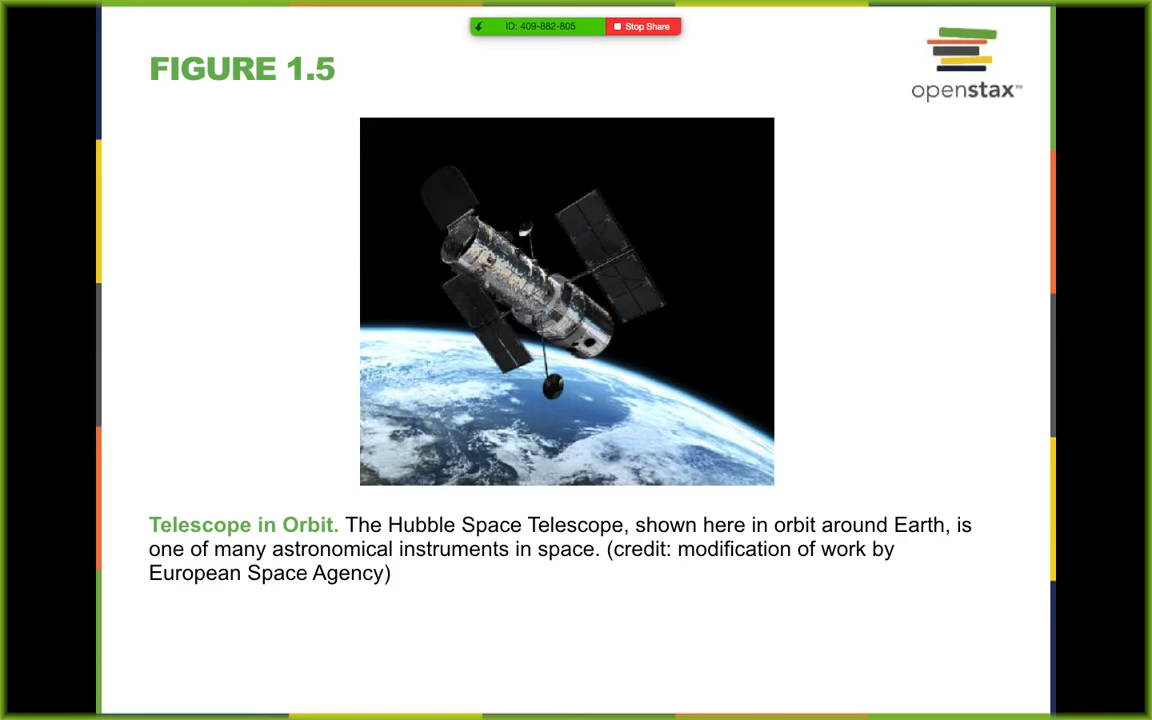 ID: 409-882-805
Stop Share
FIGURE 1.5
openstax™
Telescope in Orbit. The Hubble Space Telescope, shown here in orbit around Earth, is
one of many astronomical instruments in space. (credit: modification of work by
European Space Agency)